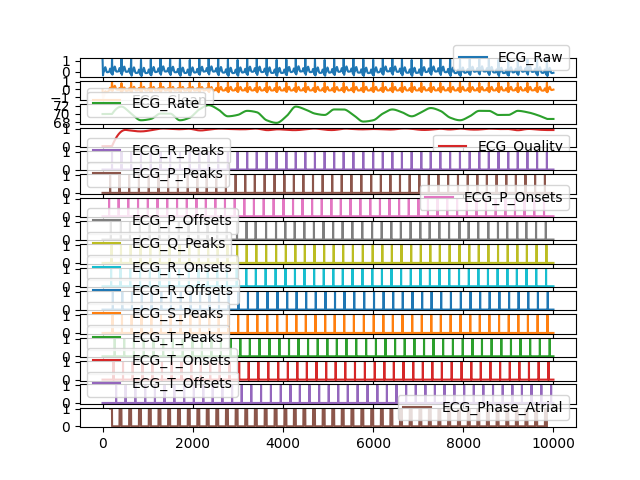 1 ECG_Raw
0
1
0
−1
72 ECG_Rate
70
68
1 ECG_Quality
0
1 ECG_R_Peaks
0
1 ECG_P_Peaks
0
1 ECG_P_Onsets
0
1 ECG_P_Offsets
0
1 ECG_Q_Peaks
0
1 ECG_R_Onsets
0
1 ECG_R_Offsets
0
1 ECG_S_Peaks
0
1 ECG_T_Peaks
0
1 ECG_T_Onsets
0
1 ECG_T_Offsets
0
1 ECG_Phase_Atrial
0
0 2000 4000 6000 8000 10000